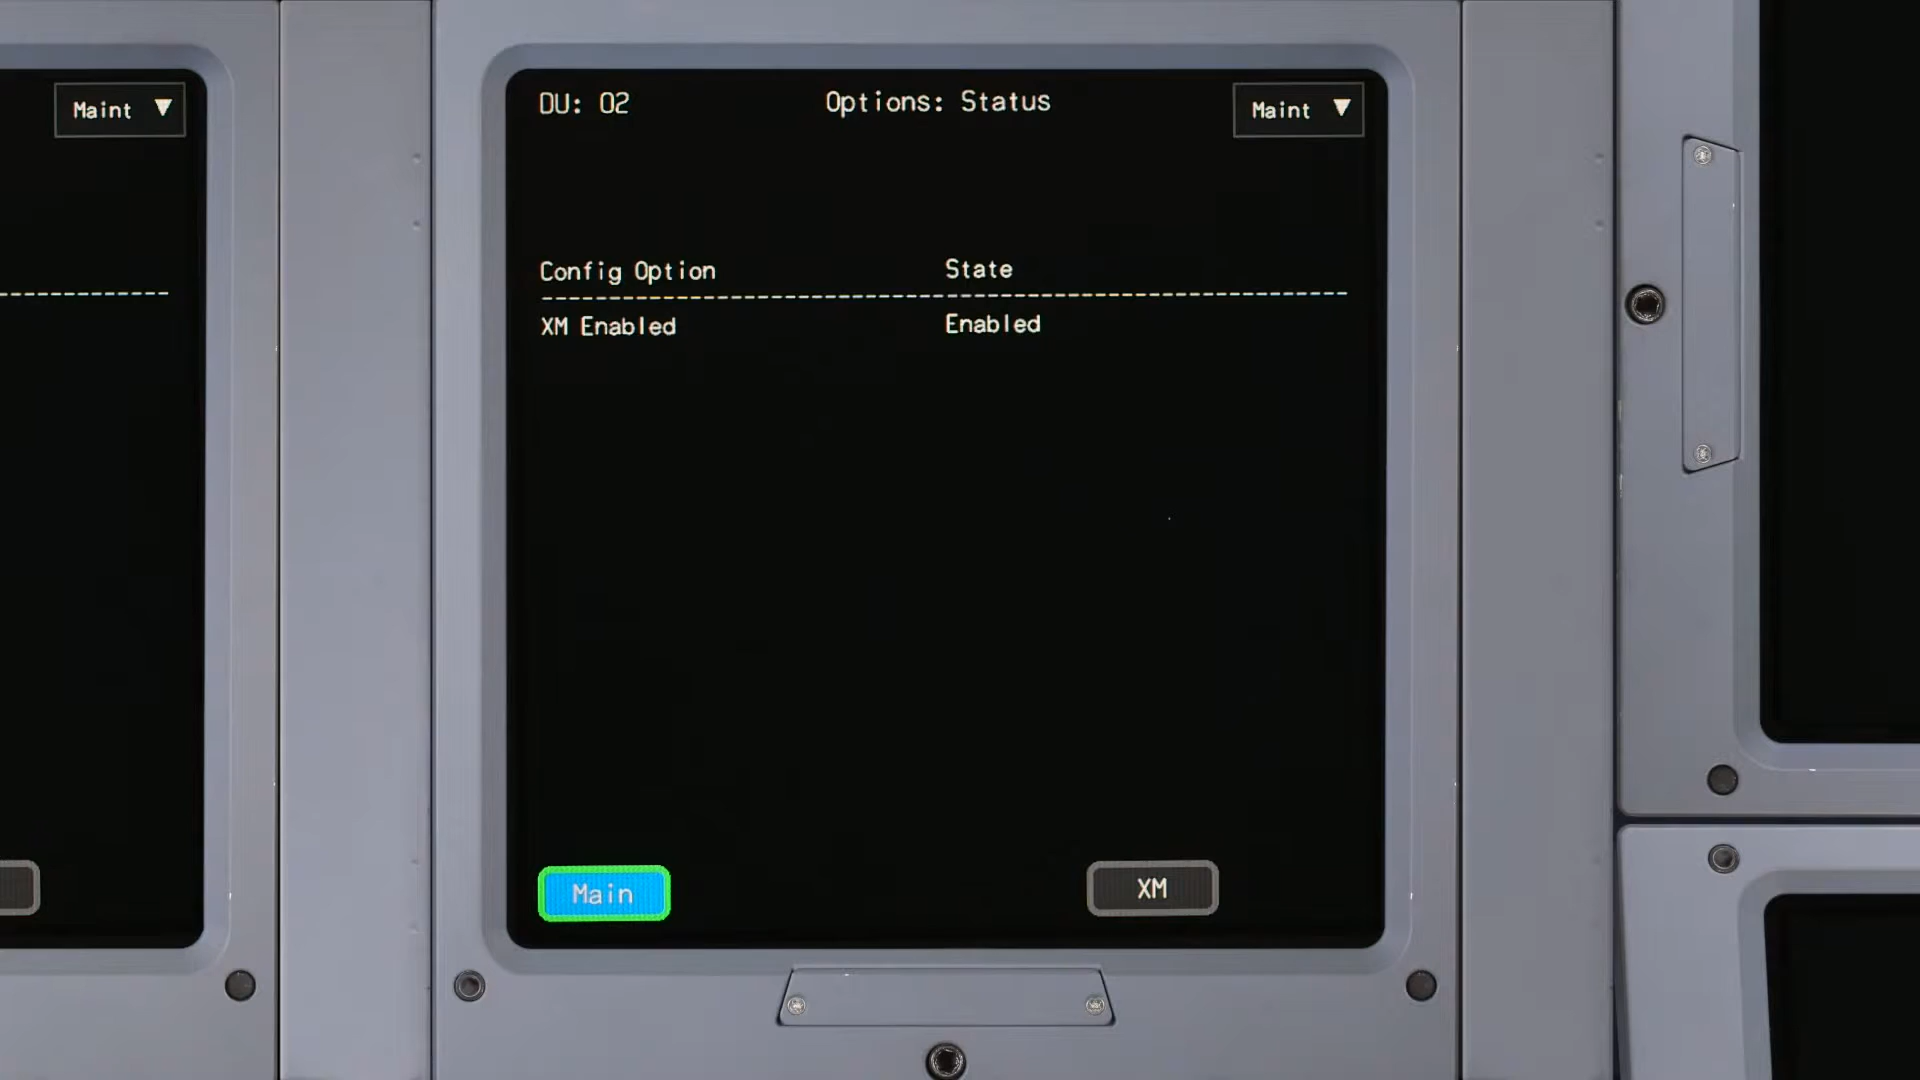 Maint
DU: 02
Options: Status
Maint
Config Option State
XM Enabled Enabled
Main
XM